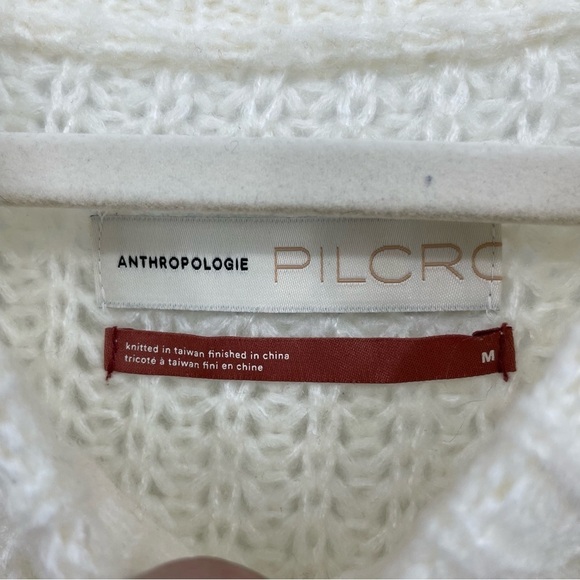 ANTHROPOLOGIE PILCRO
knitted in taiwan finished in china
tricoté à taiwan fini en chine
M